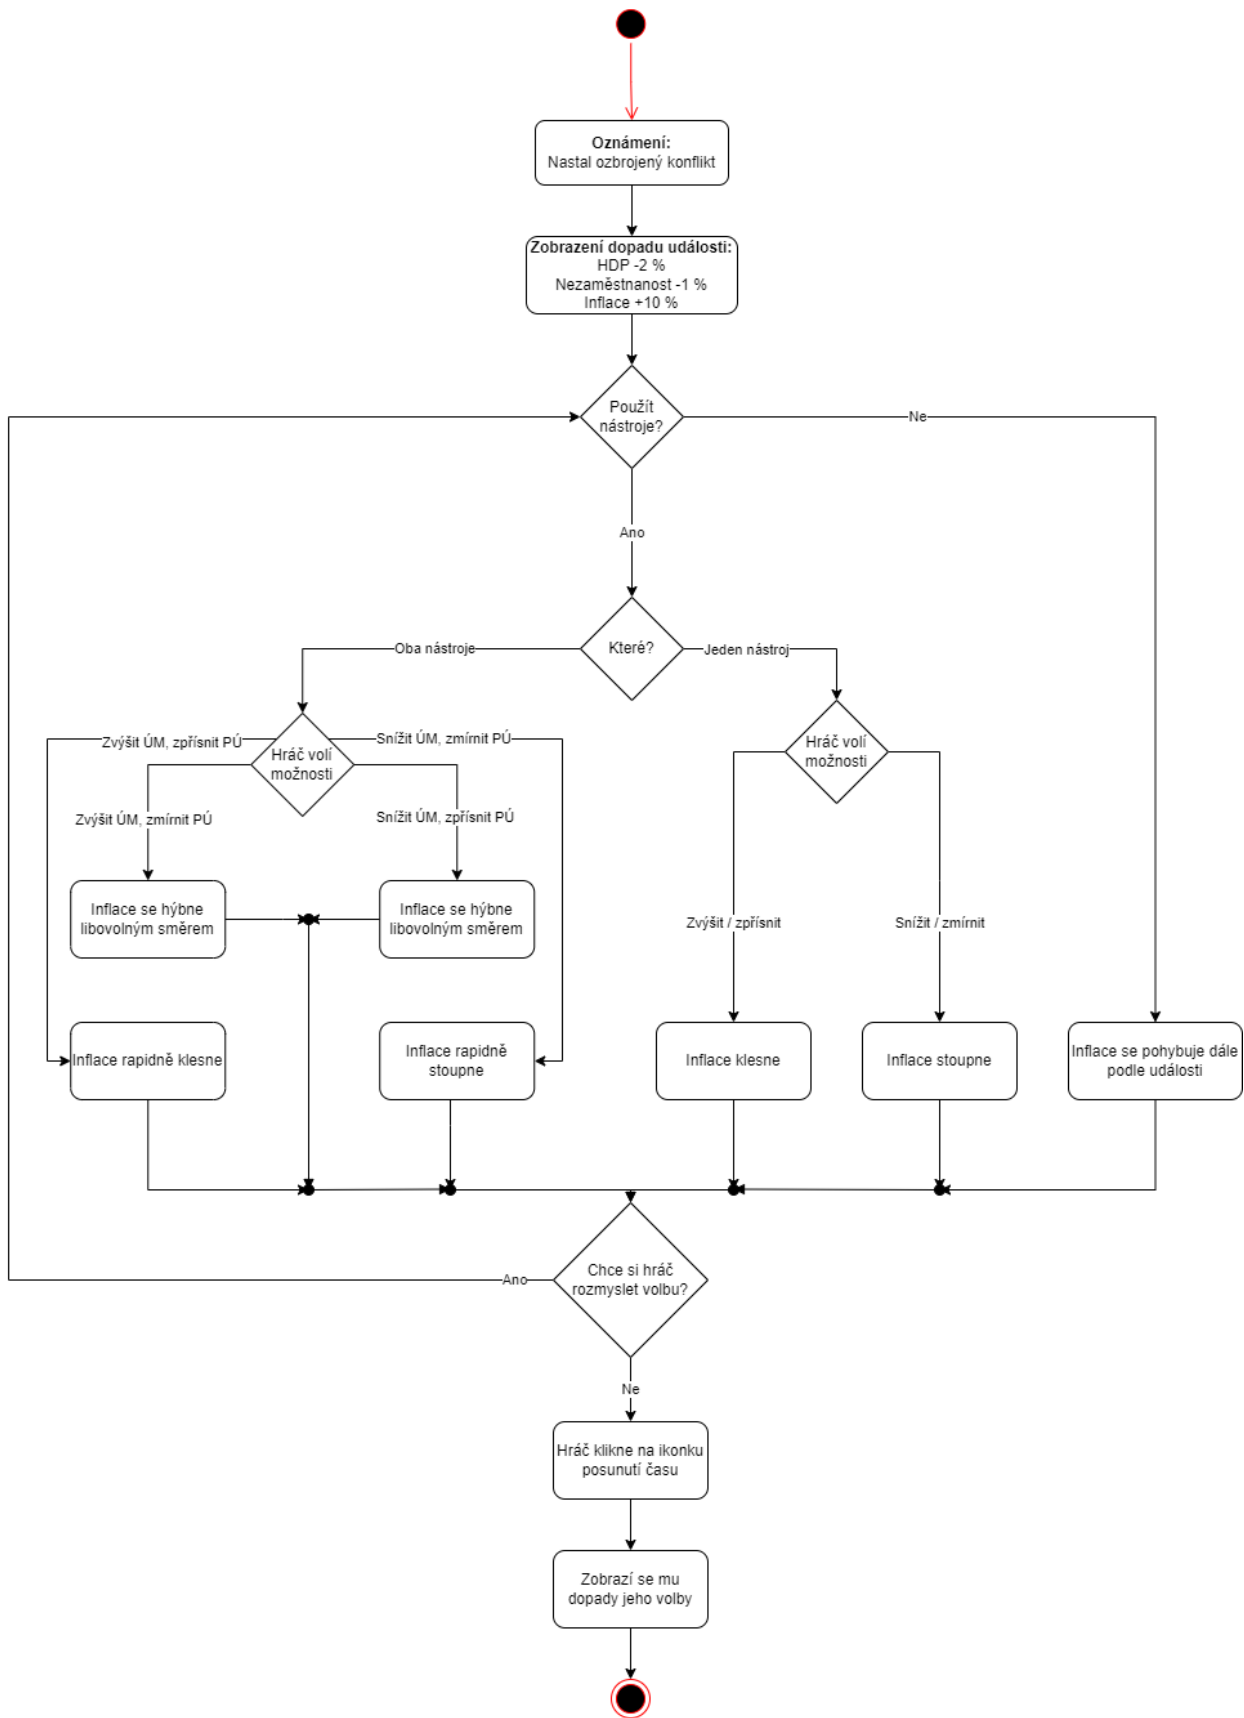 Oznámení:
Nastal ozbrojený konflikt
Zobrazení dopadu události:
HDP -2 %
Nezaměstnanost -1 %
Inflace +10 %
Použít
nástroje?
Ne
Ano
Které?
Oba nástroje
Jeden nástroj
Hráč volí
možnosti
Zvýšit ÚM, zpřísnit PÚ
Snížit ÚM, zmírnit PÚ
Zvýšit ÚM, zmírnit PÚ
Snížit ÚM, zpřísnit PÚ
Hráč volí
možnosti
Inflace se hýbne
libovolným směrem
Inflace se hýbne
libovolným směrem
Zvýšit / zpřísnit
Snížit / zmírnit
Inflace rapidně klesne
Inflace rapidně
stoupne
Inflace klesne
Inflace stoupne
Inflace se pohybuje dále
podle události
Chce si hráč
rozmyslet volbu?
Ano
Ne
Hráč klikne na ikonku
posunutí času
Zobrazí se mu
dopady jeho volby